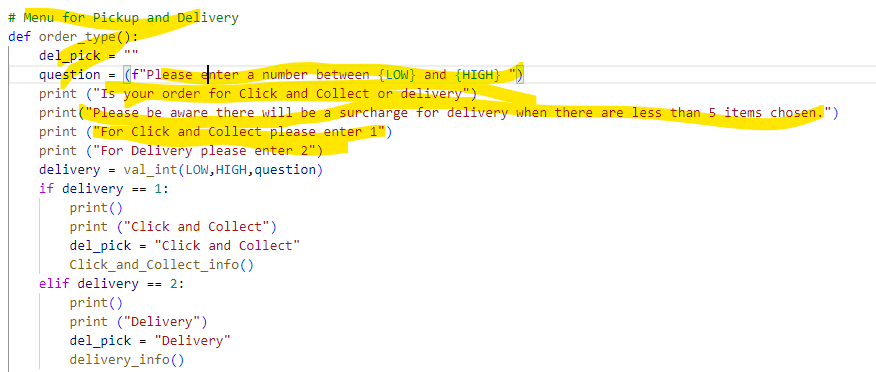 # Menu for Pickup and Delivery
def order_type():
    del_pick = ""
    question = (f"Please enter a number between {LOW} and {HIGH} ")
    print ("Is your order for Click and Collect or delivery")
    print("Please be aware there will be a surcharge for delivery when there are less than 5 items chosen.")
    print ("For Click and Collect please enter 1")
    print ("For Delivery please enter 2")
    delivery = val_int(LOW,HIGH,question)
    if delivery == 1:
        print()
        print ("Click and Collect")
        del_pick = "Click and Collect"
        Click_and_Collect_info()
    elif delivery == 2:
        print()
        print ("Delivery")
        del_pick = "Delivery"
        delivery_info()